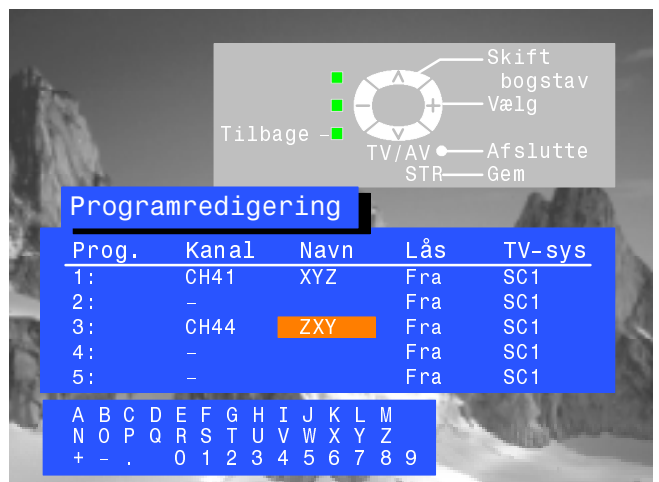 Skift
bogstav
Vælg
Tilbage
TV/AV Afslutte
STR Gem
Programredigering
Prog. Kanal Navn Lås TV-sys
1: CH41 XYZ Fra SC1
2: – Fra SC1
3: CH44 ZXY Fra SC1
4: – Fra SC1
5: – Fra SC1
A B C D E F G H I J K L M
N O P Q R S T U V W X Y Z
+ – . 0 1 2 3 4 5 6 7 8 9